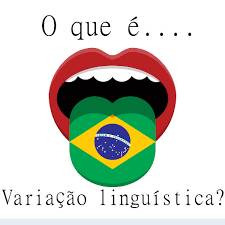 O que é....
Variação linguística?